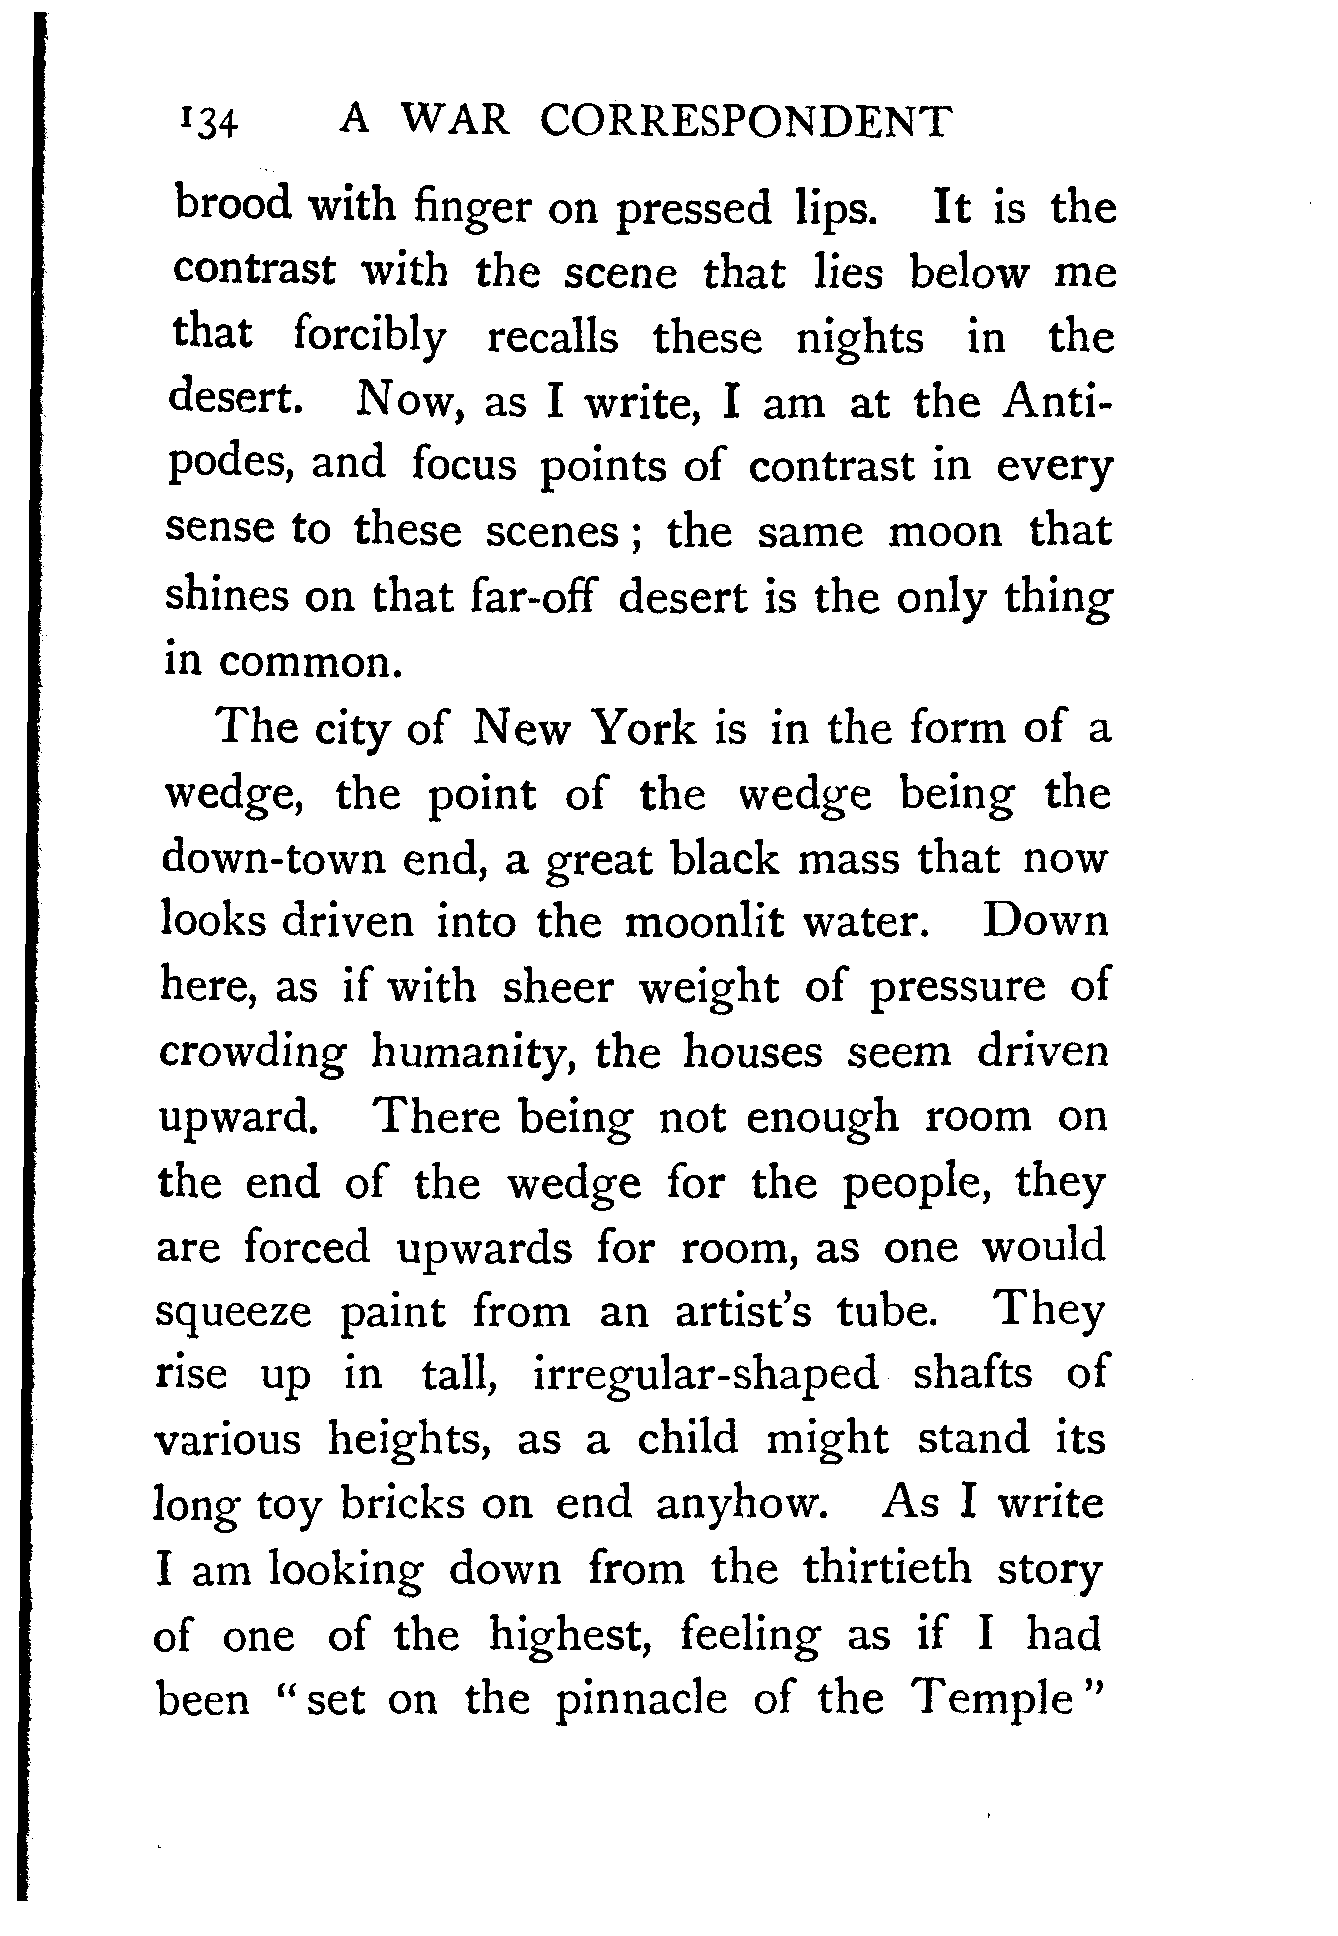 134 A WAR CORRESPONDENT
brood with finger on pressed lips. It is the
contrast with the scene that lies below me
that forcibly recalls these nights in the
desert. Now, as I write, I am at the Anti-
podes, and focus points of contrast in every
sense to these scenes ; the same moon that
shines on that far-off desert is the only thing
in common.
The city of New York is in the form of a
wedge, the point of the wedge being the
down-town end, a great black mass that now
looks driven into the moonlit water. Down
here, as if with sheer weight of pressure of
crowding humanity, the houses seem driven
upward. There being not enough room on
the end of the wedge for the people, they
are forced upwards for room, as one would
squeeze paint from an artist's tube. They
rise up in tall, irregular-shaped shafts of
various heights, as a child might stand its
long toy bricks on end anyhow. As I write
I am looking down from the thirtieth story
of one of the highest, feeling as if I had
been " set on the pinnacle of the Temple "